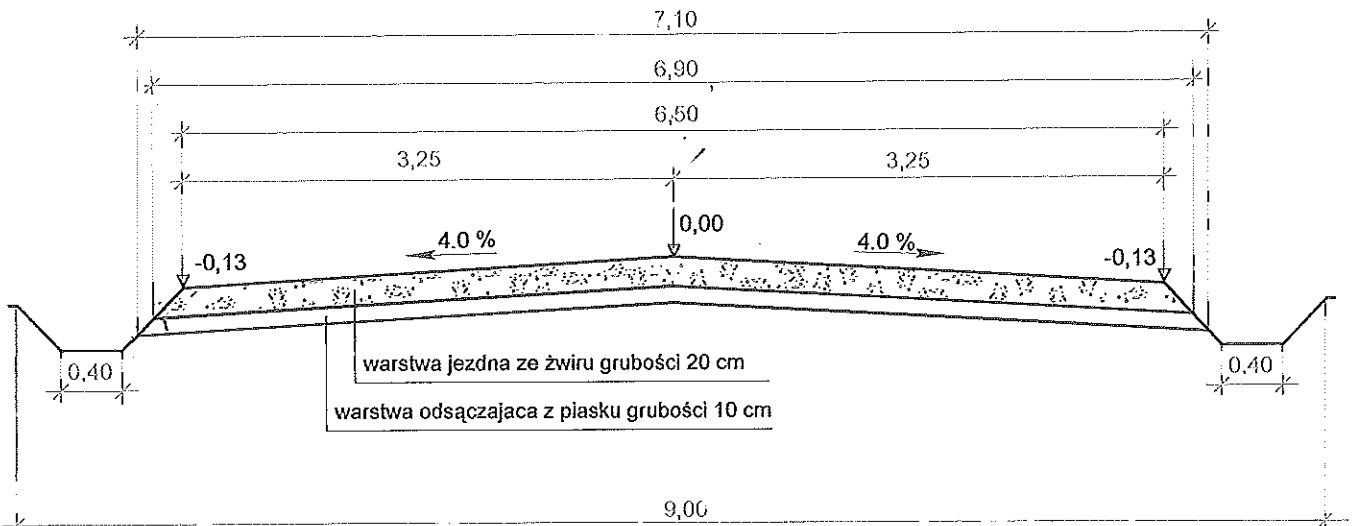 7,10
6,90
6,50
3,25 3,25
0,00
4.0 % 4.0 %
-0,13 -0,13
warstwa jezdna ze żwiru grubości 20 cm
0,40 0,40
warstwa odsączajaca z piasku grubości 10 cm
9,00